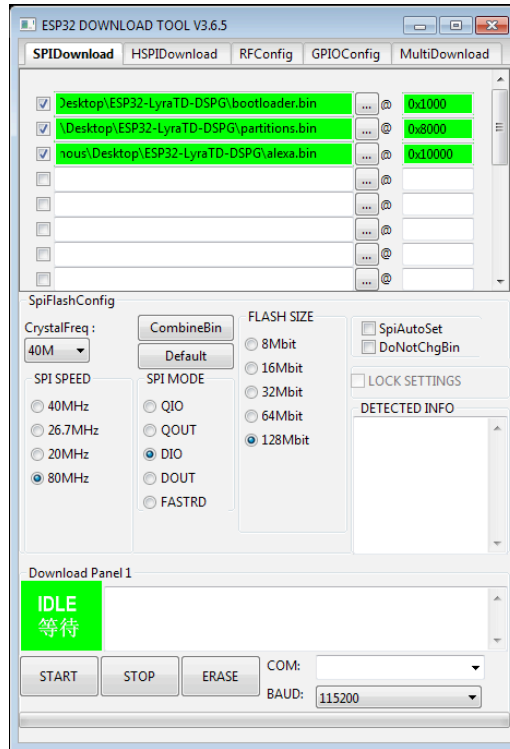 ESP32 DOWNLOAD TOOL V3.6.5
SPIDownload HSPIDownload RFConfig GPIOConfig MultiDownload
Desktop\ESP32-LyraTD-DSPG\bootloader.bin ... @ 0x1000
\Desktop\ESP32-LyraTD-DSPG\partitions.bin ... @ 0x8000
nous\Desktop\ESP32-LyraTD-DSPG\alexa.bin ... @ 0x10000
... @
... @
... @
... @
... @
SpiFlashConfig
CrystalFreq :
40M
CombineBin
Default
SPI SPEED
40MHz
26.7MHz
20MHz
80MHz
SPI MODE
QIO
QOUT
DIO
DOUT
FASTRD
FLASH SIZE
8Mbit
16Mbit
32Mbit
64Mbit
128Mbit
SpiAutoSet
DoNotChgBin
LOCK SETTINGS
DETECTED INFO
Download Panel 1
IDLE
等待
START STOP ERASE
COM:
BAUD: 115200